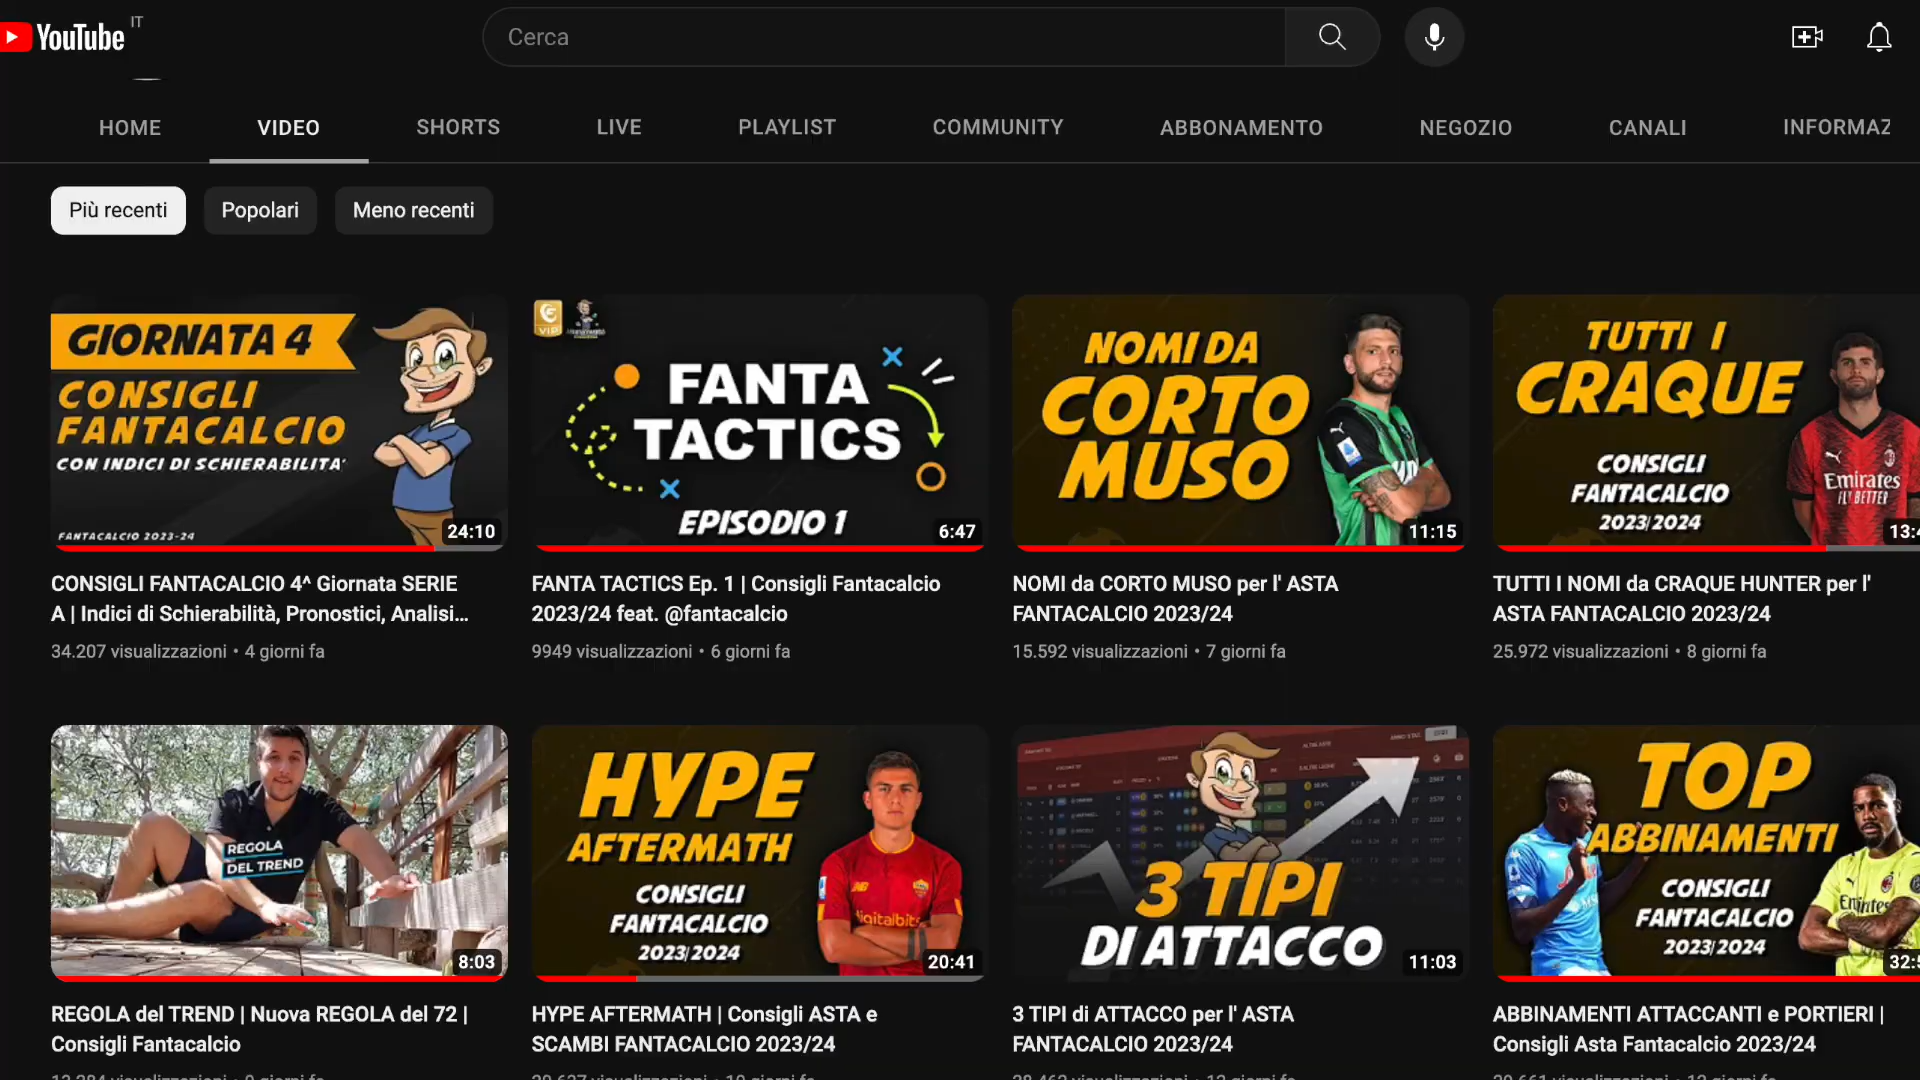 YouTube IT
Cerca
HOME
VIDEO
SHORTS
LIVE
PLAYLIST
COMMUNITY
ABBONAMENTO
NEGOZIO
CANALI
INFORMAZ
Più recenti
Popolari
Meno recenti
GIORNATA 4
CONSIGLI
FANTACALCIO
CON INDICI DI SCHIERABILITA'
FANTACALCIO 2023-24
24:10
VIP
FANTA
TACTICS
EPISODIO 1
6:47
NOMI DA
CORTO
MUSO
11:15
TUTTI I
CRAQUE
CONSIGLI
FANTACALCIO
2023/2024
Emirates
FLY BETTER
13:4
CONSIGLI FANTACALCIO 4^ Giornata SERIE
A | Indici di Schierabilità, Pronostici, Analisi...
34.207 visualizzazioni • 4 giorni fa
FANTA TACTICS Ep. 1 | Consigli Fantacalcio
2023/24 feat. @fantacalcio
9949 visualizzazioni • 6 giorni fa
NOMI da CORTO MUSO per l' ASTA
FANTACALCIO 2023/24
15.592 visualizzazioni • 7 giorni fa
TUTTI I NOMI da CRAQUE HUNTER per l'
ASTA FANTACALCIO 2023/24
25.972 visualizzazioni • 8 giorni fa
REGOLA
DEL TREND
8:03
HYPE
AFTERMATH
CONSIGLI
FANTACALCIO
2023/2024
digitalbits
20:41
3 TIPI
DI ATTACCO
11:03
TOP
ABBINAMENTI
CONSIGLI
FANTACALCIO
2023/2024
Emirates
32:5
REGOLA del TREND | Nuova REGOLA del 72 |
Consigli Fantacalcio
HYPE AFTERMATH | Consigli ASTA e
SCAMBI FANTACALCIO 2023/24
3 TIPI di ATTACCO per l' ASTA
FANTACALCIO 2023/24
ABBINAMENTI ATTACCANTI e PORTIERI |
Consigli Asta Fantacalcio 2023/24